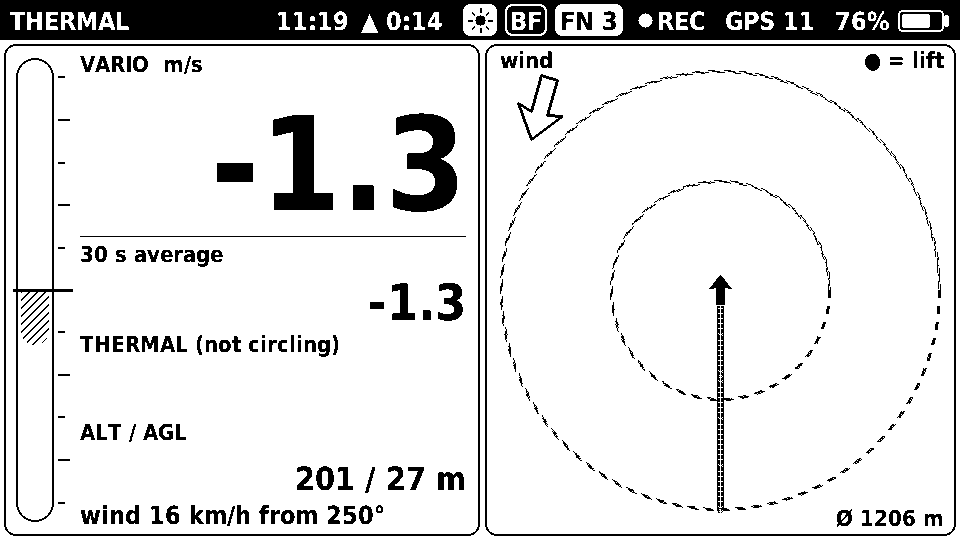 THERMAL 11:19 ▲ 0:14 BF FN 3 REC GPS 11 76%
VARIO m/s
-1.3
30 s average
-1.3
THERMAL (not circling)
ALT / AGL
201 / 27 m
wind 16 km/h from 250°
wind
= lift
Ø 1206 m